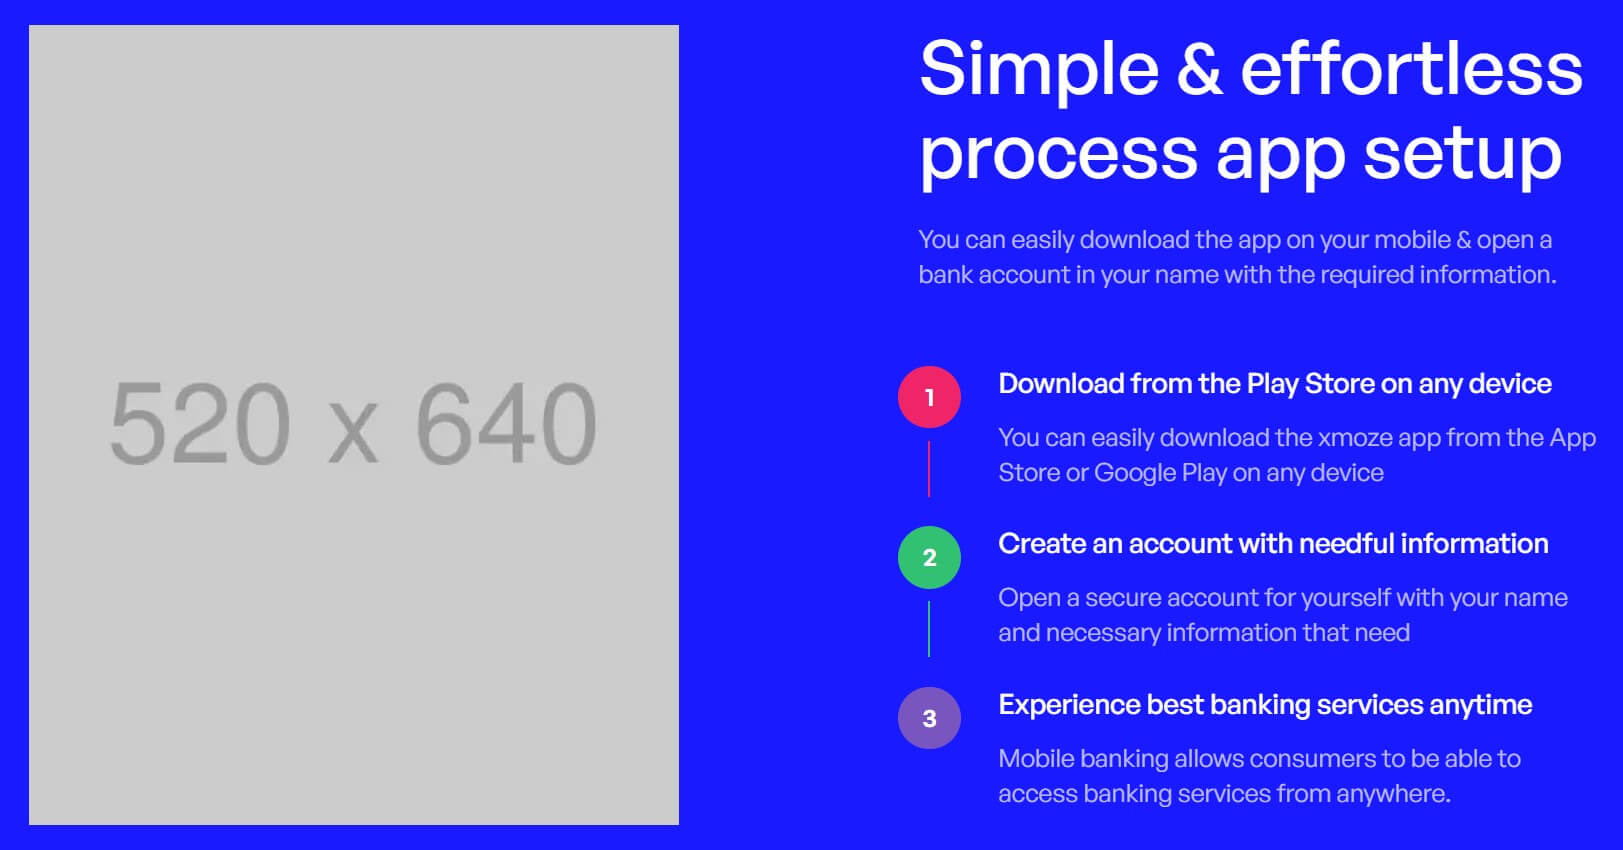 520 x 640
Simple & effortless
process app setup
You can easily download the app on your mobile & open a
bank account in your name with the required information.
1
Download from the Play Store on any device
You can easily download the xmoze app from the App
Store or Google Play on any device
2
Create an account with needful information
Open a secure account for yourself with your name
and necessary information that need
3
Experience best banking services anytime
Mobile banking allows consumers to be able to
access banking services from anywhere.